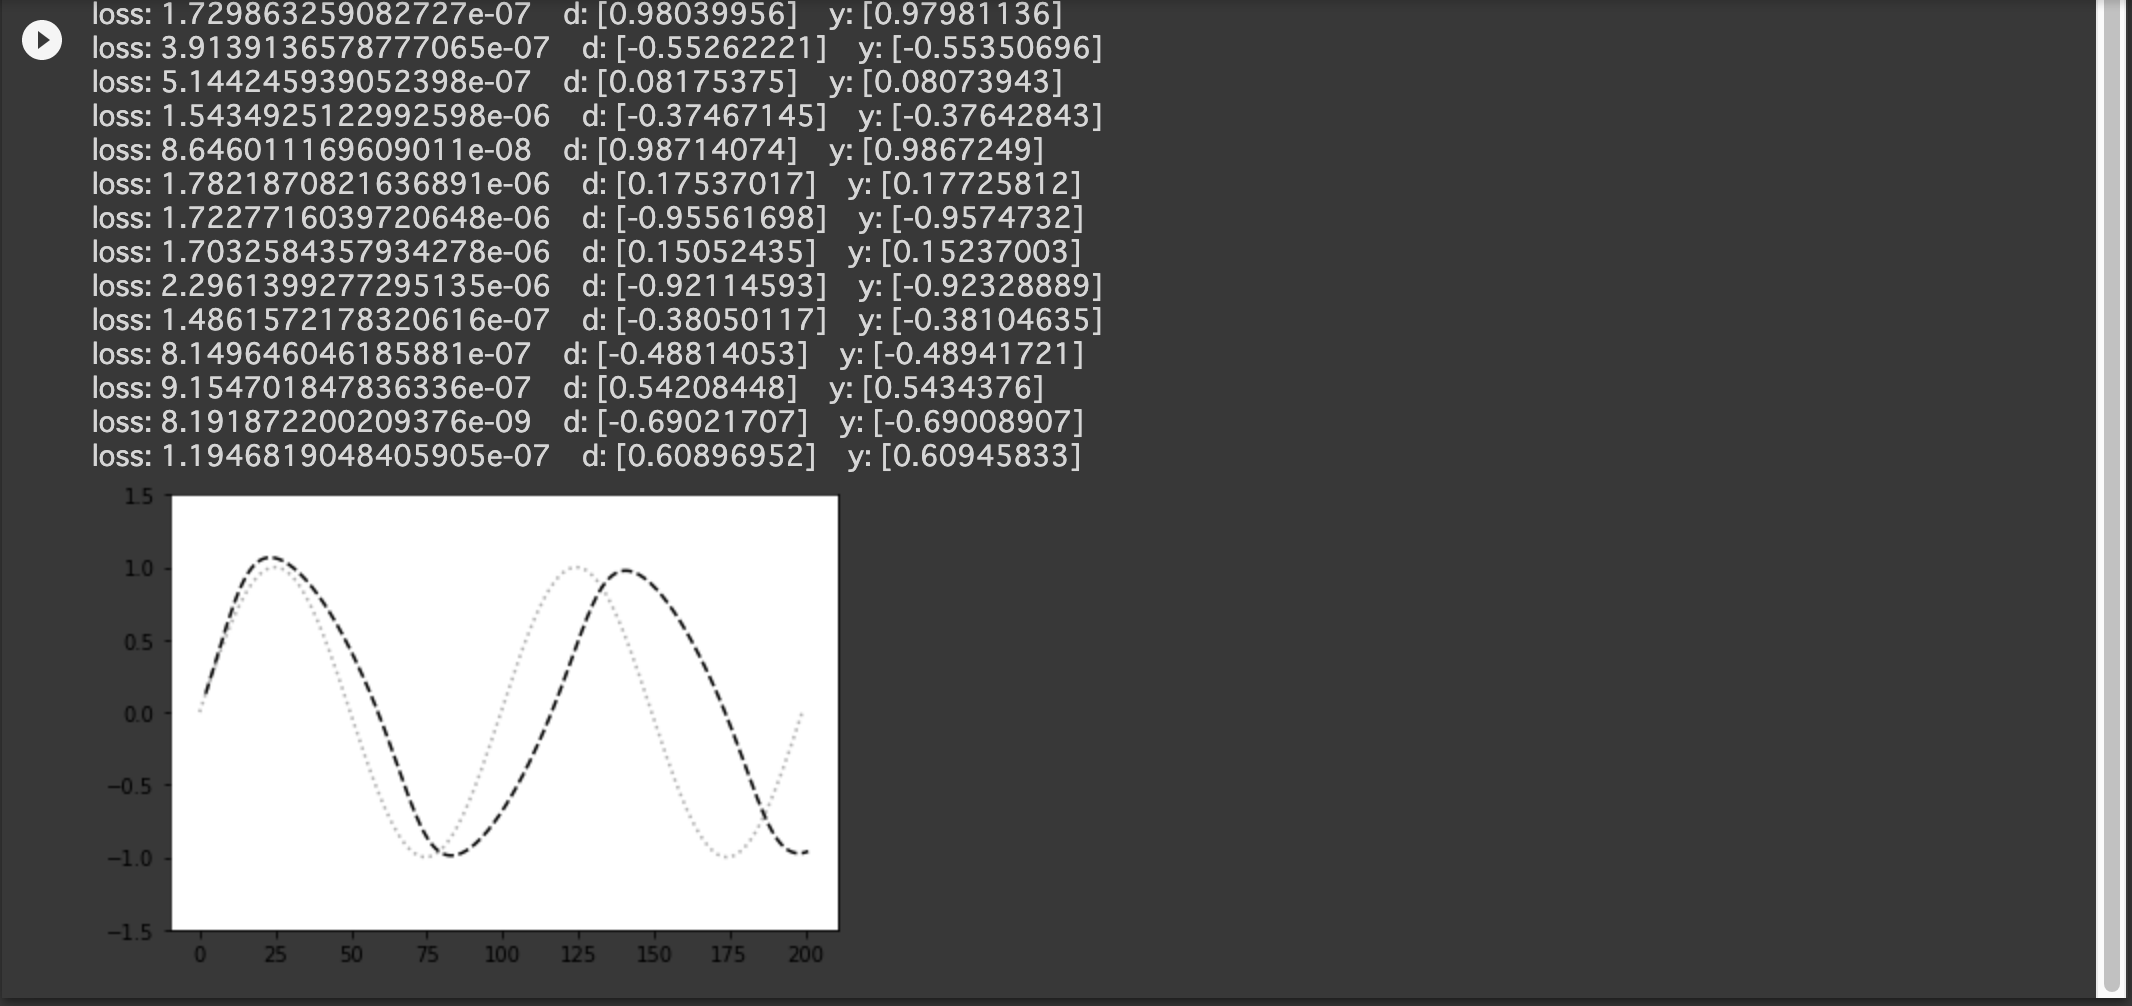 loss: 1.729863259082727e-07 d: [0.98039956] y: [0.97981136]
loss: 3.9139136578777065e-07 d: [-0.55262221] y: [-0.55350696]
loss: 5.144245939052398e-07 d: [0.08175375] y: [0.08073943]
loss: 1.5434925122992598e-06 d: [-0.37467145] y: [-0.37642843]
loss: 8.646011169609011e-08 d: [0.98714074] y: [0.9867249]
loss: 1.7821870821636891e-06 d: [0.17537017] y: [0.17725812]
loss: 1.7227716039720648e-06 d: [-0.95561698] y: [-0.9574732]
loss: 1.7032584357934278e-06 d: [0.15052435] y: [0.15237003]
loss: 2.2961399277295135e-06 d: [-0.92114593] y: [-0.92328889]
loss: 1.4861572178320616e-07 d: [-0.38050117] y: [-0.38104635]
loss: 8.149646046185881e-07 d: [-0.48814053] y: [-0.48941721]
loss: 9.154701847836336e-07 d: [0.54208448] y: [0.5434376]
loss: 8.191872200209376e-09 d: [-0.69021707] y: [-0.69008907]
loss: 1.1946819048405905e-07 d: [0.60896952] y: [0.60945833]
1.5
1.0
0.5
0.0
−0.5
−1.0
−1.5
0 25 50 75 100 125 150 175 200